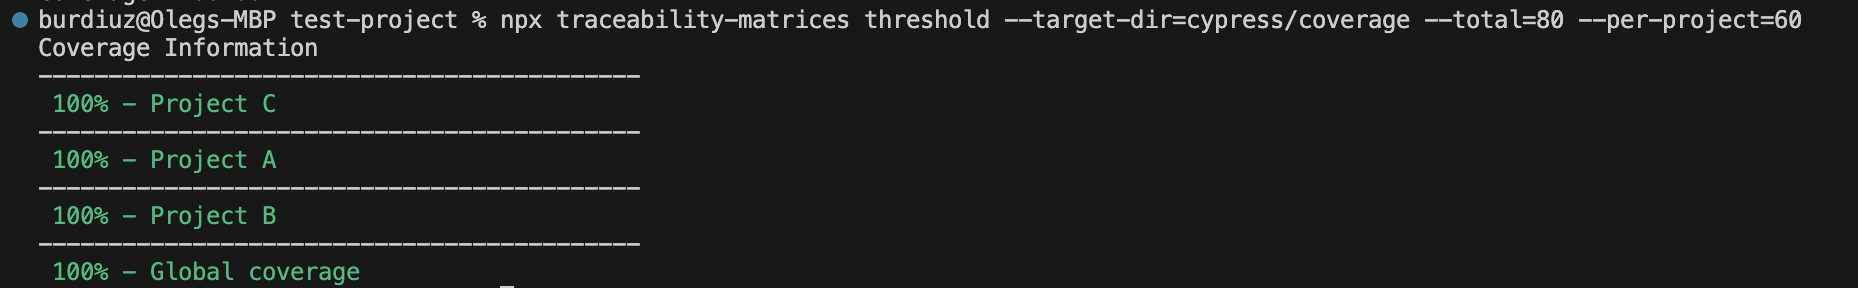 burdiuz@Olegs-MBP test-project % npx traceability-matrices threshold --target-dir=cypress/coverage --total=80 --per-project=60
Coverage Information
-------------------------------------------
100% - Project C
-------------------------------------------
100% - Project A
-------------------------------------------
100% - Project B
-------------------------------------------
100% - Global coverage